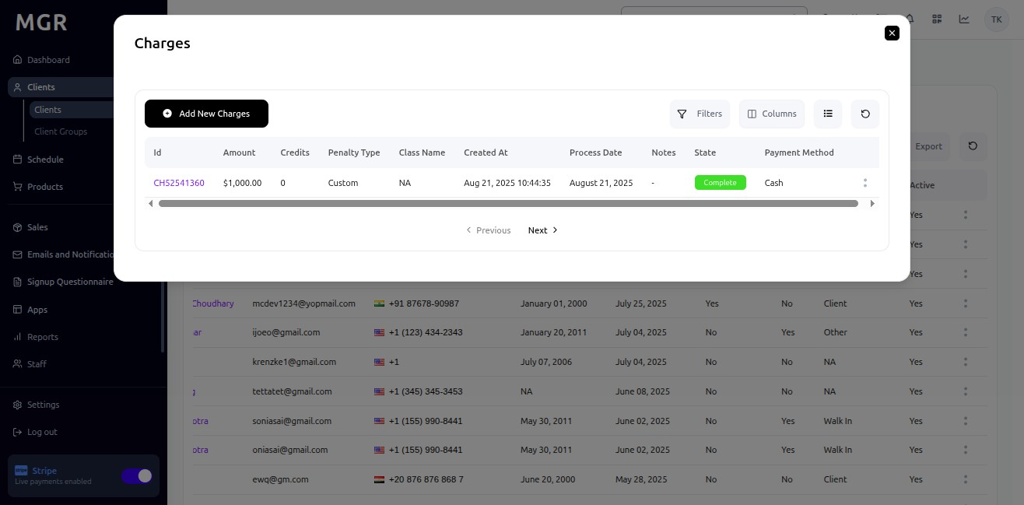 MGR
TK
Dashboard
Clients
Clients
Client Groups
Schedule
Products
Sales
Emails and Notificatio
Signup Questionnaire
Apps
Reports
Staff
Settings
Log out
Stripe
Live payments enabled
Charges
Add New Charges
Filters
Columns
Id Amount Credits Penalty Type Class Name Created At Process Date Notes State Payment Method
CH52541360 $1,000.00 0 Custom NA Aug 21, 2025 10:44:35 August 21, 2025 - Complete Cash
Previous Next
Export
Active
Yes
Yes
Yes
Choudhary mcdev1234@yopmail.com +91 87678-90987 January 01, 2000 July 25, 2025 Yes No Client Yes
ar ijoeo@gmail.com +1 (123) 434-2343 January 20, 2011 July 04, 2025 No Yes Other Yes
krenzke1@gmail.com +1 July 07, 2006 July 04, 2025 No No NA Yes
g tettatet@gmail.com +1 (345) 345-3453 NA June 08, 2025 No No NA Yes
otra soniasai@gmail.com +1 (155) 990-8441 May 30, 2011 June 02, 2025 No Yes Walk In Yes
otra oniasai@gmail.com +1 (155) 990-8441 May 30, 2011 June 02, 2025 No Yes Walk In Yes
ewq@gm.com +20 876 876 868 7 June 20, 2000 May 28, 2025 No No Client Yes